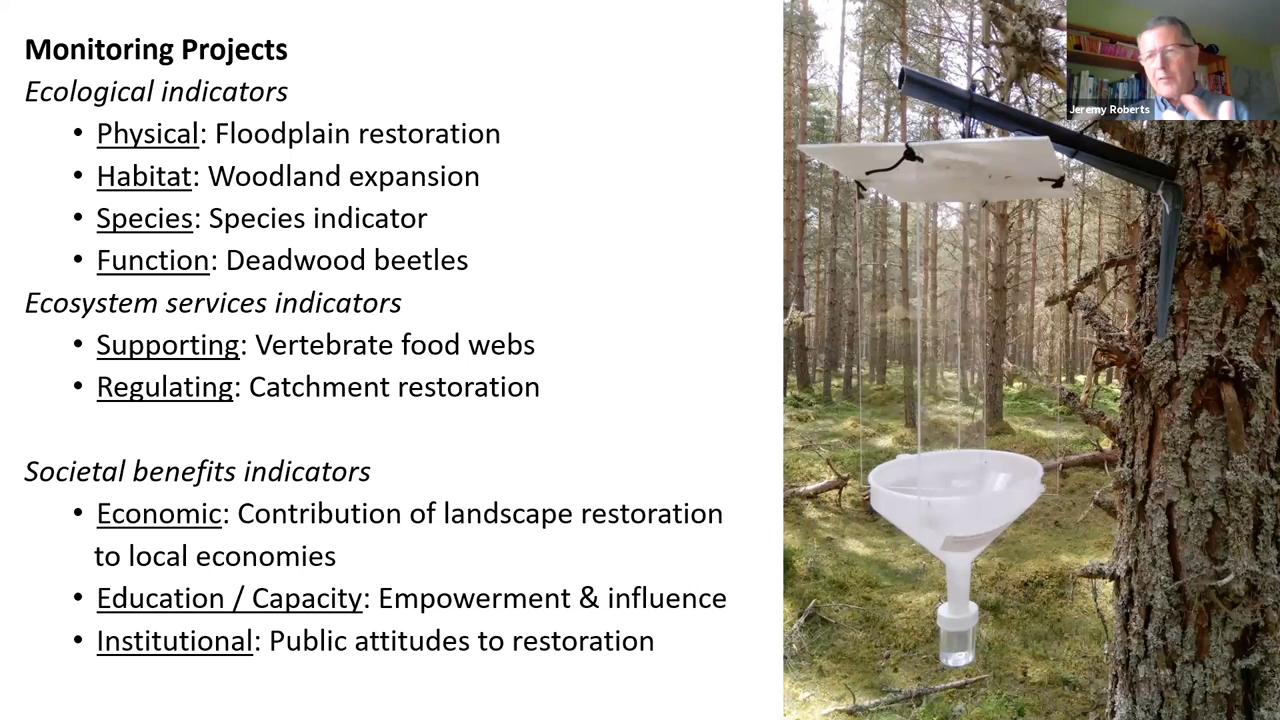 Monitoring Projects
Ecological indicators
• Physical: Floodplain restoration
• Habitat: Woodland expansion
• Species: Species indicator
• Function: Deadwood beetles
Ecosystem services indicators
• Supporting: Vertebrate food webs
• Regulating: Catchment restoration
Societal benefits indicators
• Economic: Contribution of landscape restoration
to local economies
• Education / Capacity: Empowerment & influence
• Institutional: Public attitudes to restoration
Jeremy Roberts